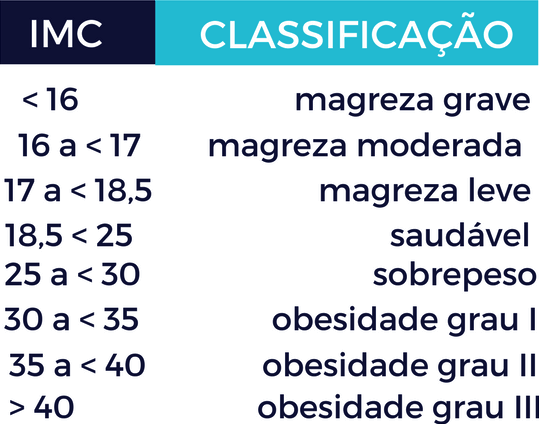 IMC CLASSIFICAÇÃO
< 16 magreza grave
16 a < 17 magreza moderada
17 a < 18,5 magreza leve
18,5 < 25 saudável
25 a < 30 sobrepeso
30 a < 35 obesidade grau I
35 a < 40 obesidade grau II
> 40 obesidade grau III